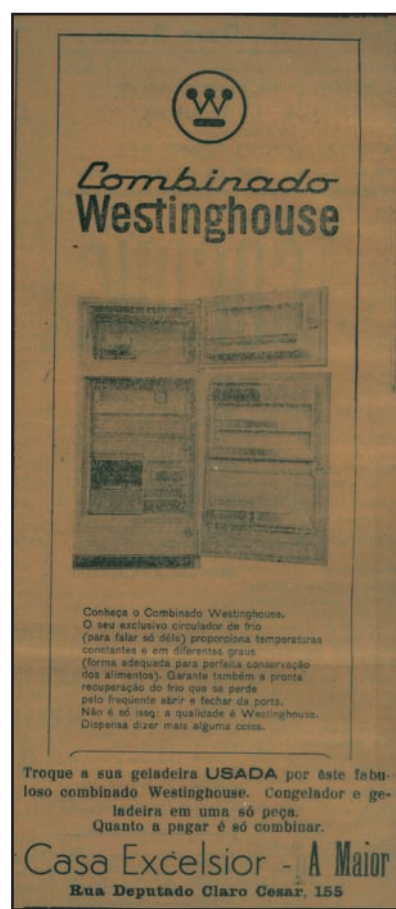 W
Combinado
Westinghouse
Conheça o Combinado Westinghouse.
O seu exclusivo circulador de frio
(para falar só dêle) proporciona temperaturas
constantes e em diferentes graus
(forma adequada para perfeita conservação
dos alimentos). Garante também a pronta
recuperação do frio que se perde
pelo freqüente abrir e fechar da porta.
Não é só isso: a qualidade é Westinghouse.
Dispensa dizer mais alguma coisa.
Troque a sua geladeira USADA por êste fabu-
loso combinado Westinghouse. Congelador e ge-
ladeira em uma só peça.
Quanto a pagar é só combinar.
Casa Excelsior - A Maior
Rua Deputado Claro Cesar, 155